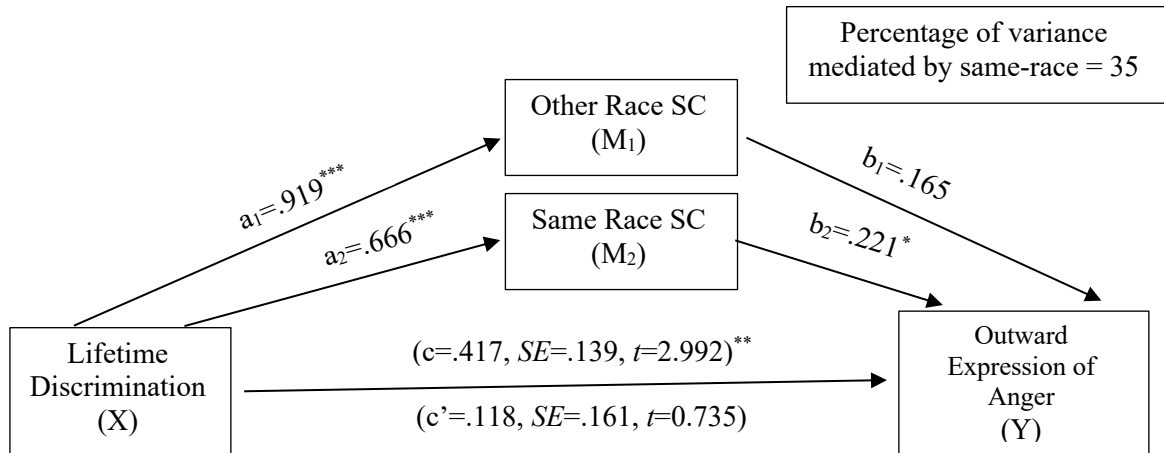 Percentage of variance
mediated by same-race = 35
Other Race SC
(M₁)
a₁=.919***
b₁=.165
Same Race SC
(M₂)
a₂=.666***
b₂=.221*
Lifetime
Discrimination
(X)
(c=.417, SE=.139, t=2.992)**
(c’=.118, SE=.161, t=0.735)
Outward
Expression of
Anger
(Y)